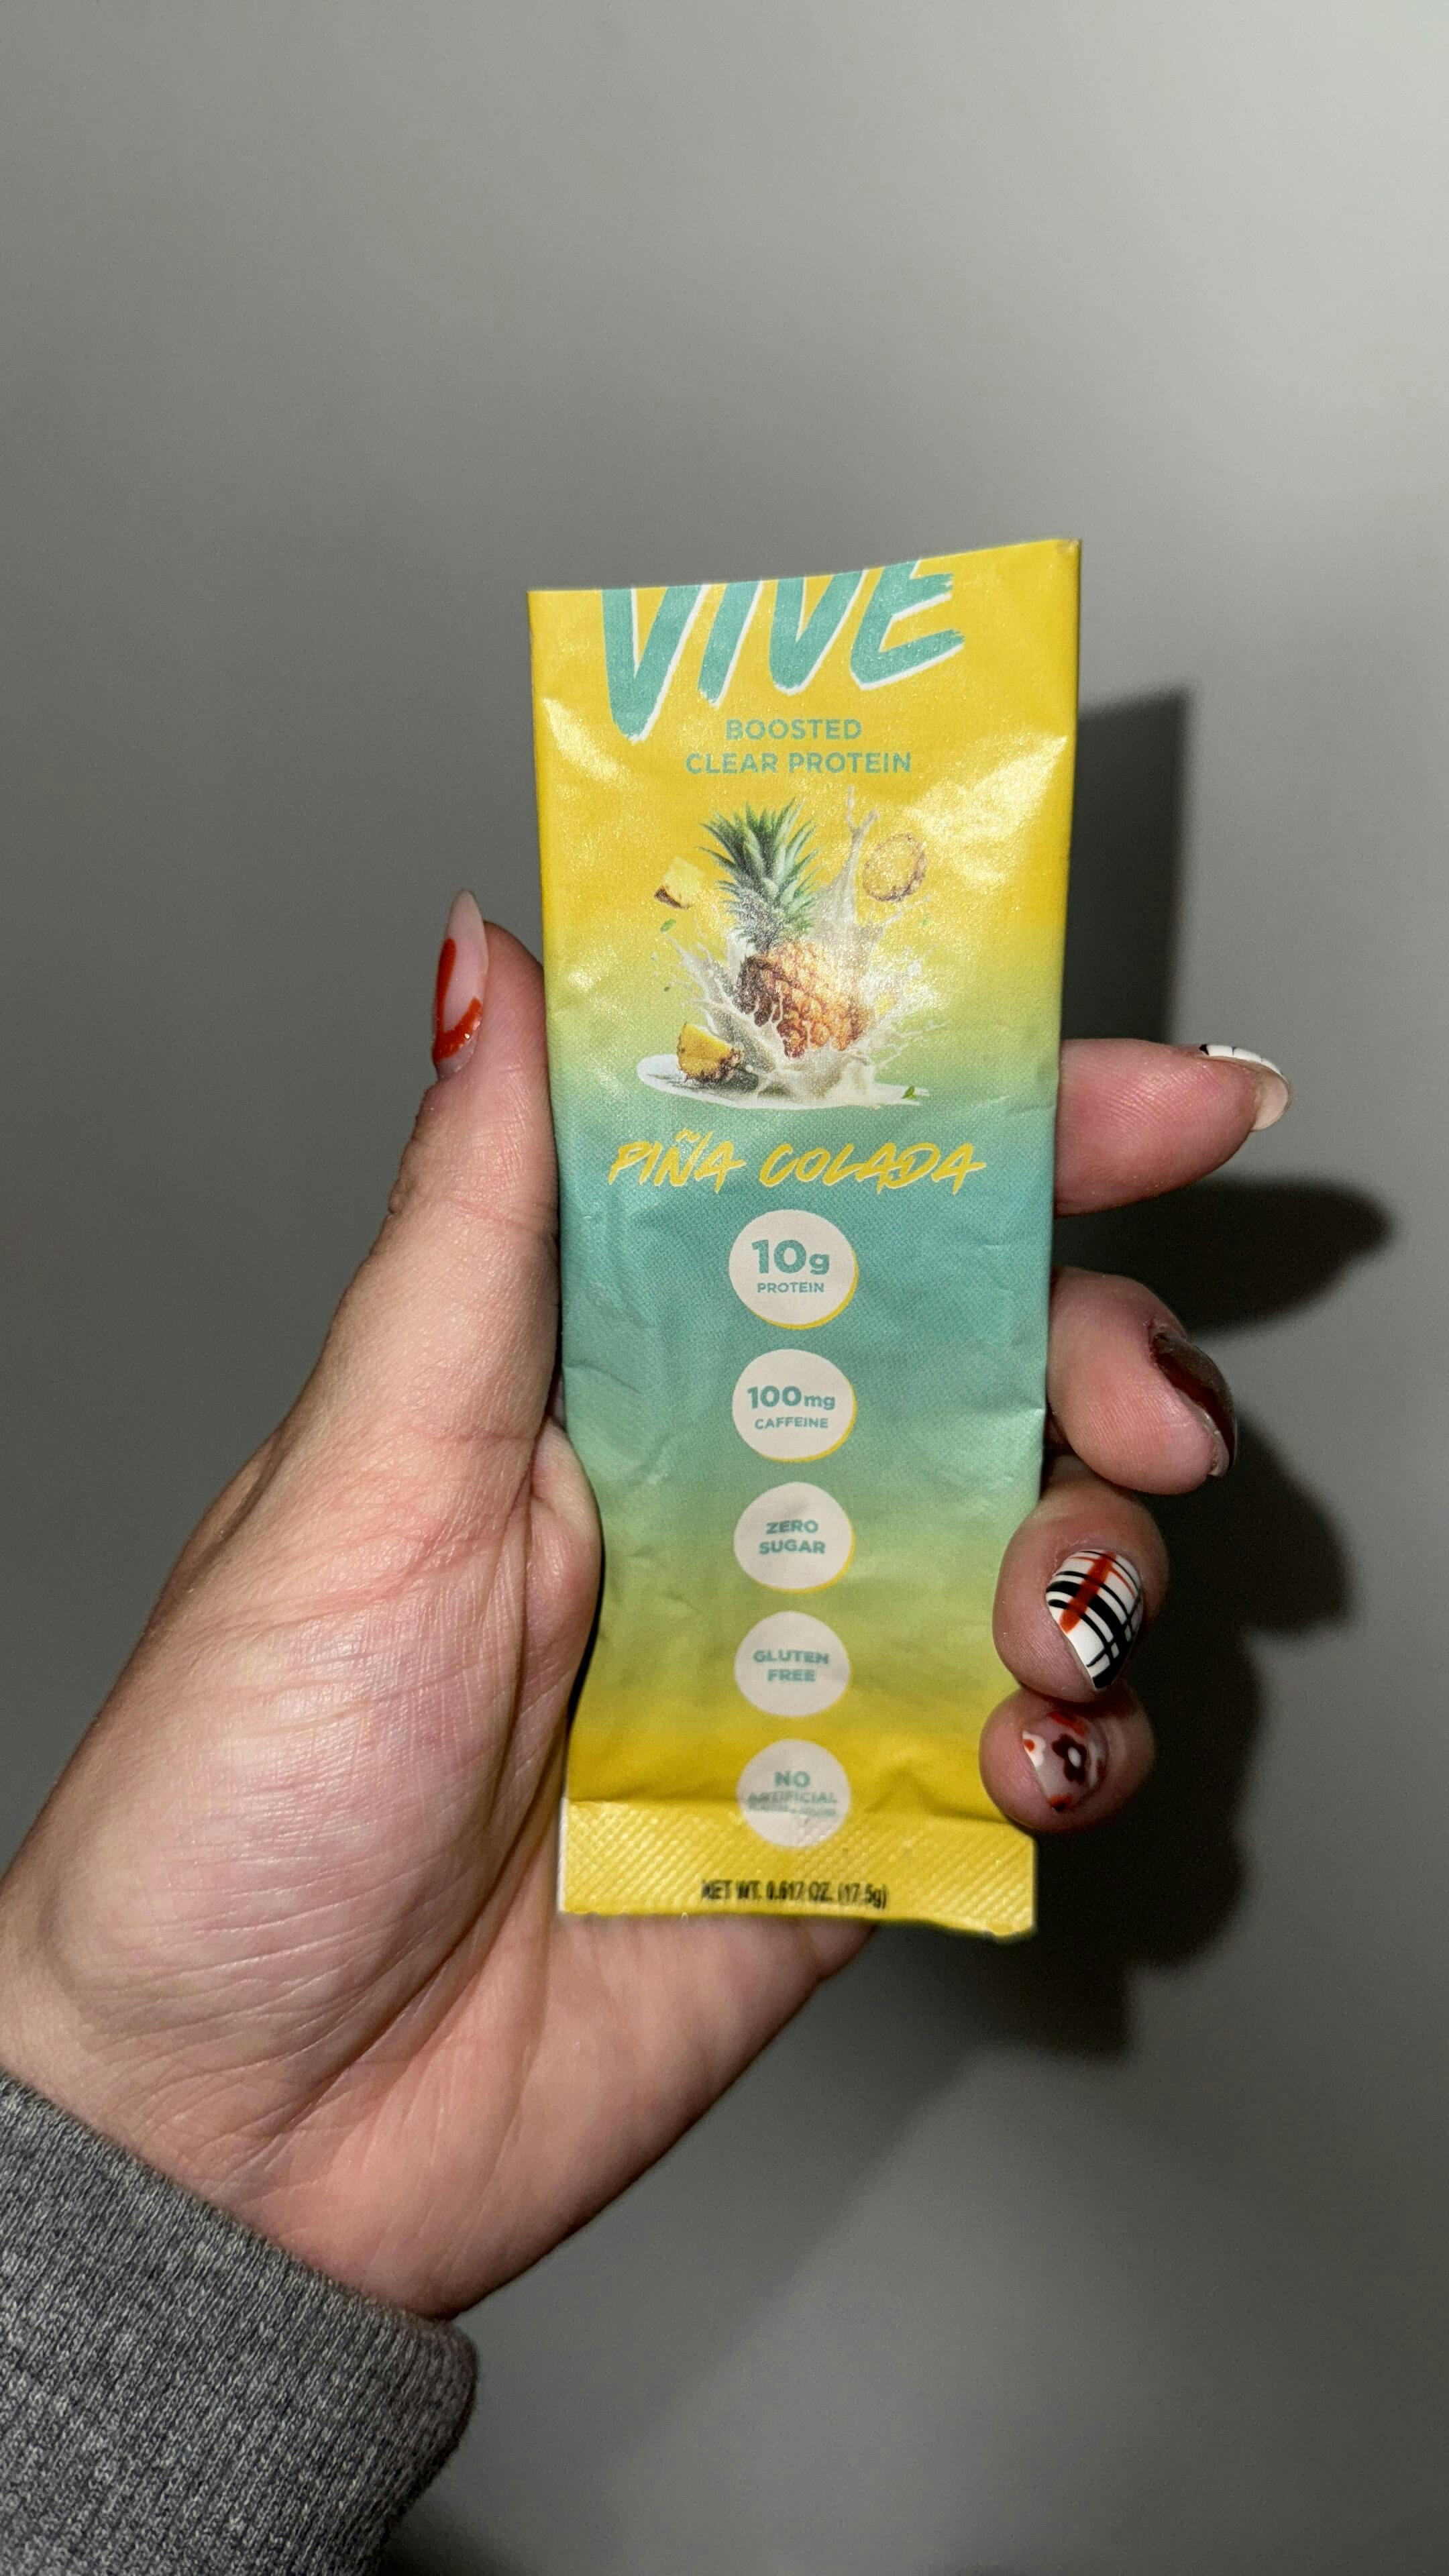 VIVE
BOOSTED
CLEAR PROTEIN
PIÑA COLADA
10g
PROTEIN
100mg
CAFFEINE
ZERO
SUGAR
GLUTEN
FREE
NO
ARTIFICIAL
NET WT. 0.617 OZ. (17.5g)